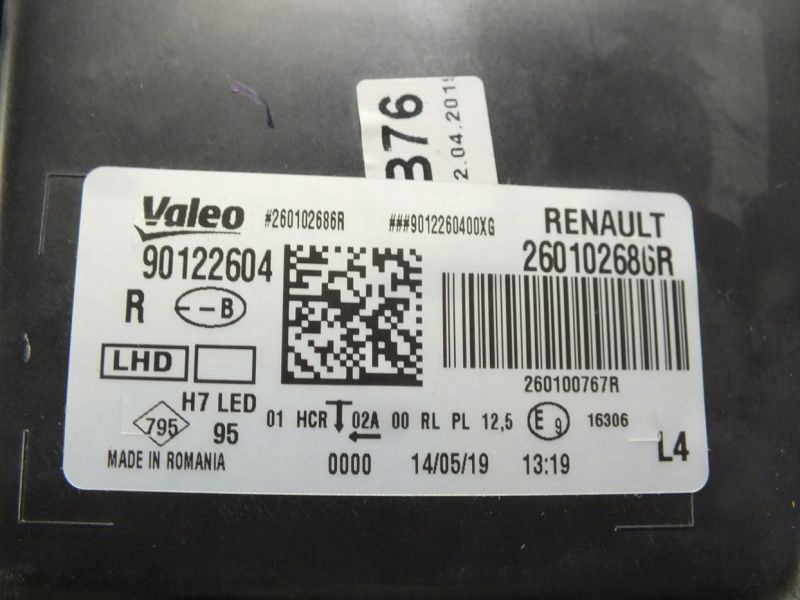 B76
2.04.2019
Valeo #260102686R ###9012260400XG RENAULT
90122604 260102686R
R B
LHD
260100767R
H7 LED
795 95 01 HCR 02A 00 RL PL 12,5 E9 16306
L4
MADE IN ROMANIA 0000 14/05/19 13:19